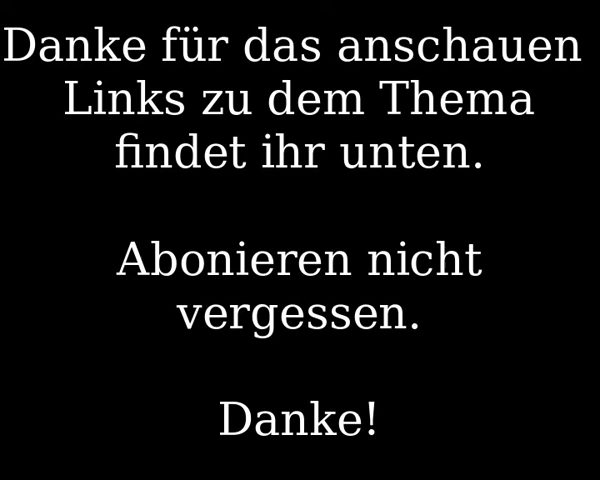 Danke für das anschauen
Links zu dem Thema
findet ihr unten.
Abonieren nicht
vergessen.
Danke!